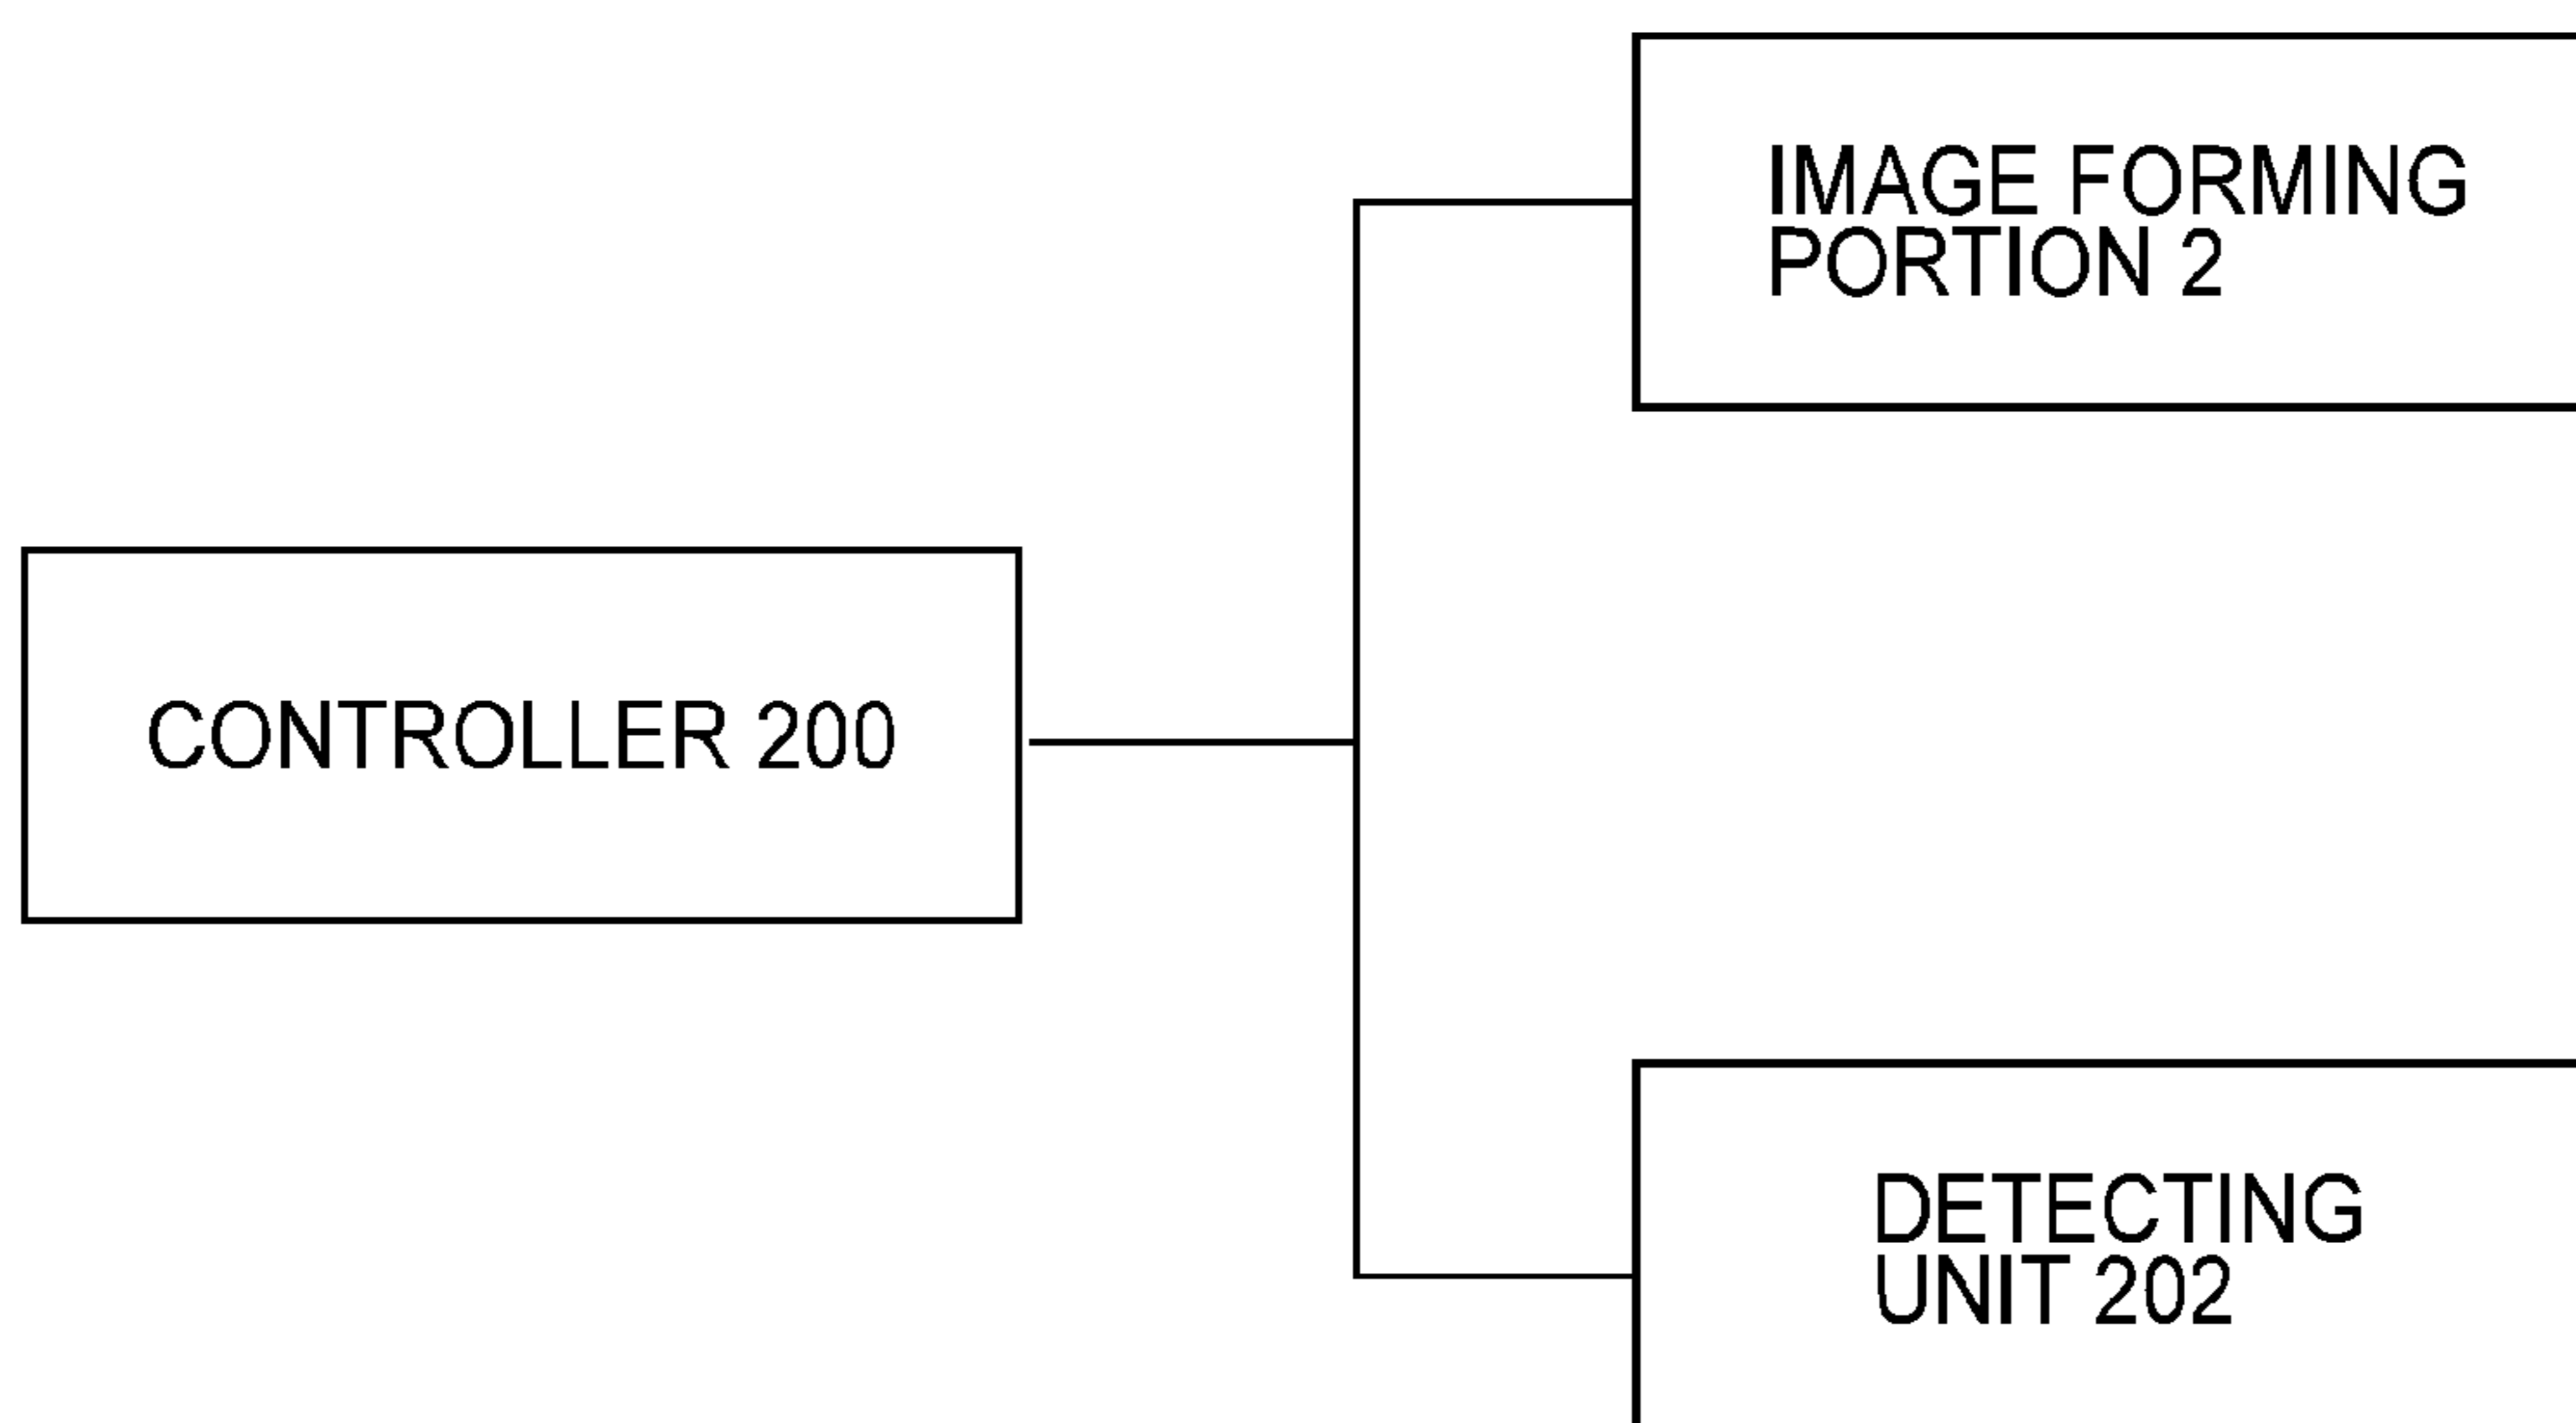 IMAGE FORMING
PORTION 2
CONTROLLER 200
DETECTING
UNIT 202